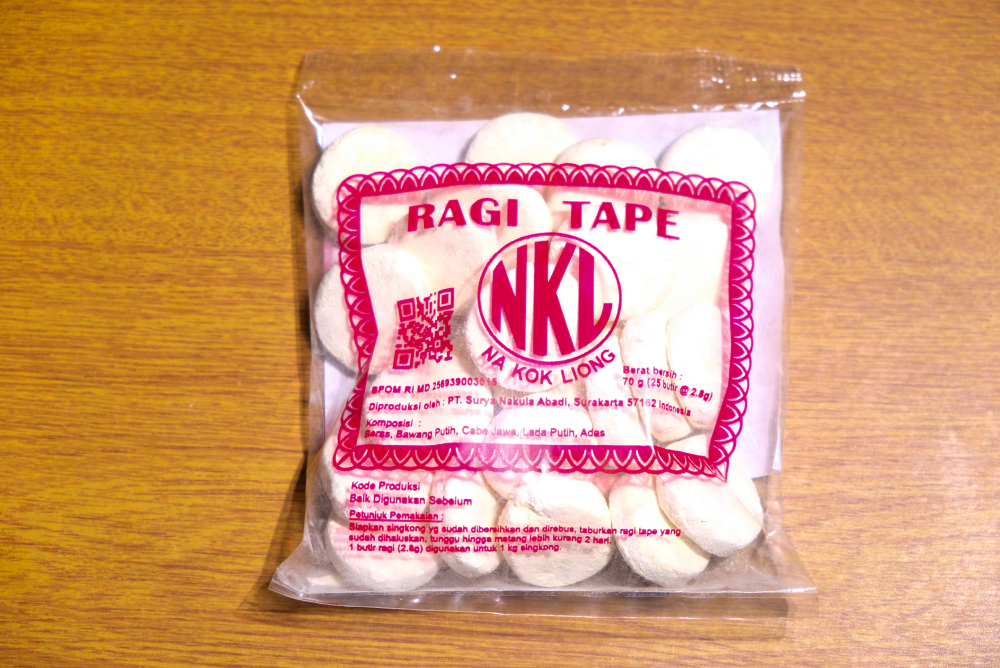 RAGI TAPE
NKL
NA KOK LIONG
Berat bersih :
70 g (25 butir @ 2.8g)
BPOM RI MD 256939003015
Diproduksi oleh : PT. Surya Nakula Abadi, Surakarta 57162 Indonesia
Komposisi :
Beras, Bawang Putih, Cabe Jawa, Lada Putih, Adas
Kode Produksi
Baik Digunakan Sebelum
Petunjuk Pemakaian :
Siapkan singkong yg sudah dibersihkan dan direbus, taburkan ragi tape yang
sudah dihaluskan, tunggu hingga matang lebih kurang 2 hari.
1 butir ragi (2.8g) digunakan untuk 1 kg singkong.